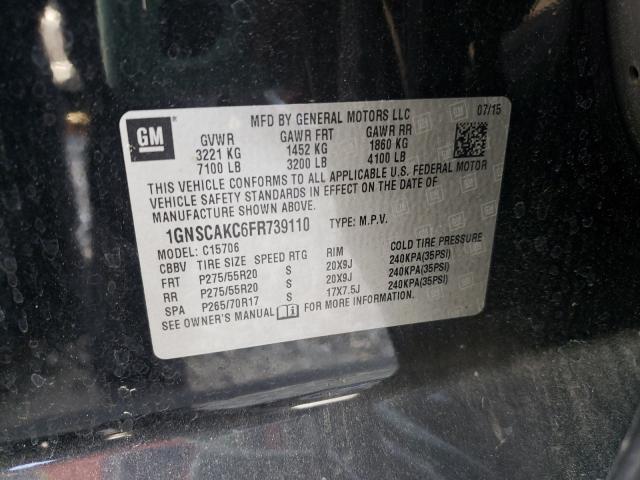 GM
MFD BY GENERAL MOTORS LLC 07/15
GVWR GAWR FRT GAWR RR
3221 KG 1452 KG 1860 KG
7100 LB 3200 LB 4100 LB
THIS VEHICLE CONFORMS TO ALL APPLICABLE U.S. FEDERAL MOTOR
VEHICLE SAFETY STANDARDS IN EFFECT ON THE DATE OF
MANUFACTURE SHOWN ABOVE.
1GNSCAKC6FR739110 TYPE: M.P.V.
MODEL: C15706
CBBV TIRE SIZE SPEED RTG RIM COLD TIRE PRESSURE
FRT P275/55R20 S 20X9J 240KPA(35PSI)
RR P275/55R20 S 20X9J 240KPA(35PSI)
SPA P265/70R17 S 17X7.5J 240KPA(35PSI)
SEE OWNER'S MANUAL FOR MORE INFORMATION.